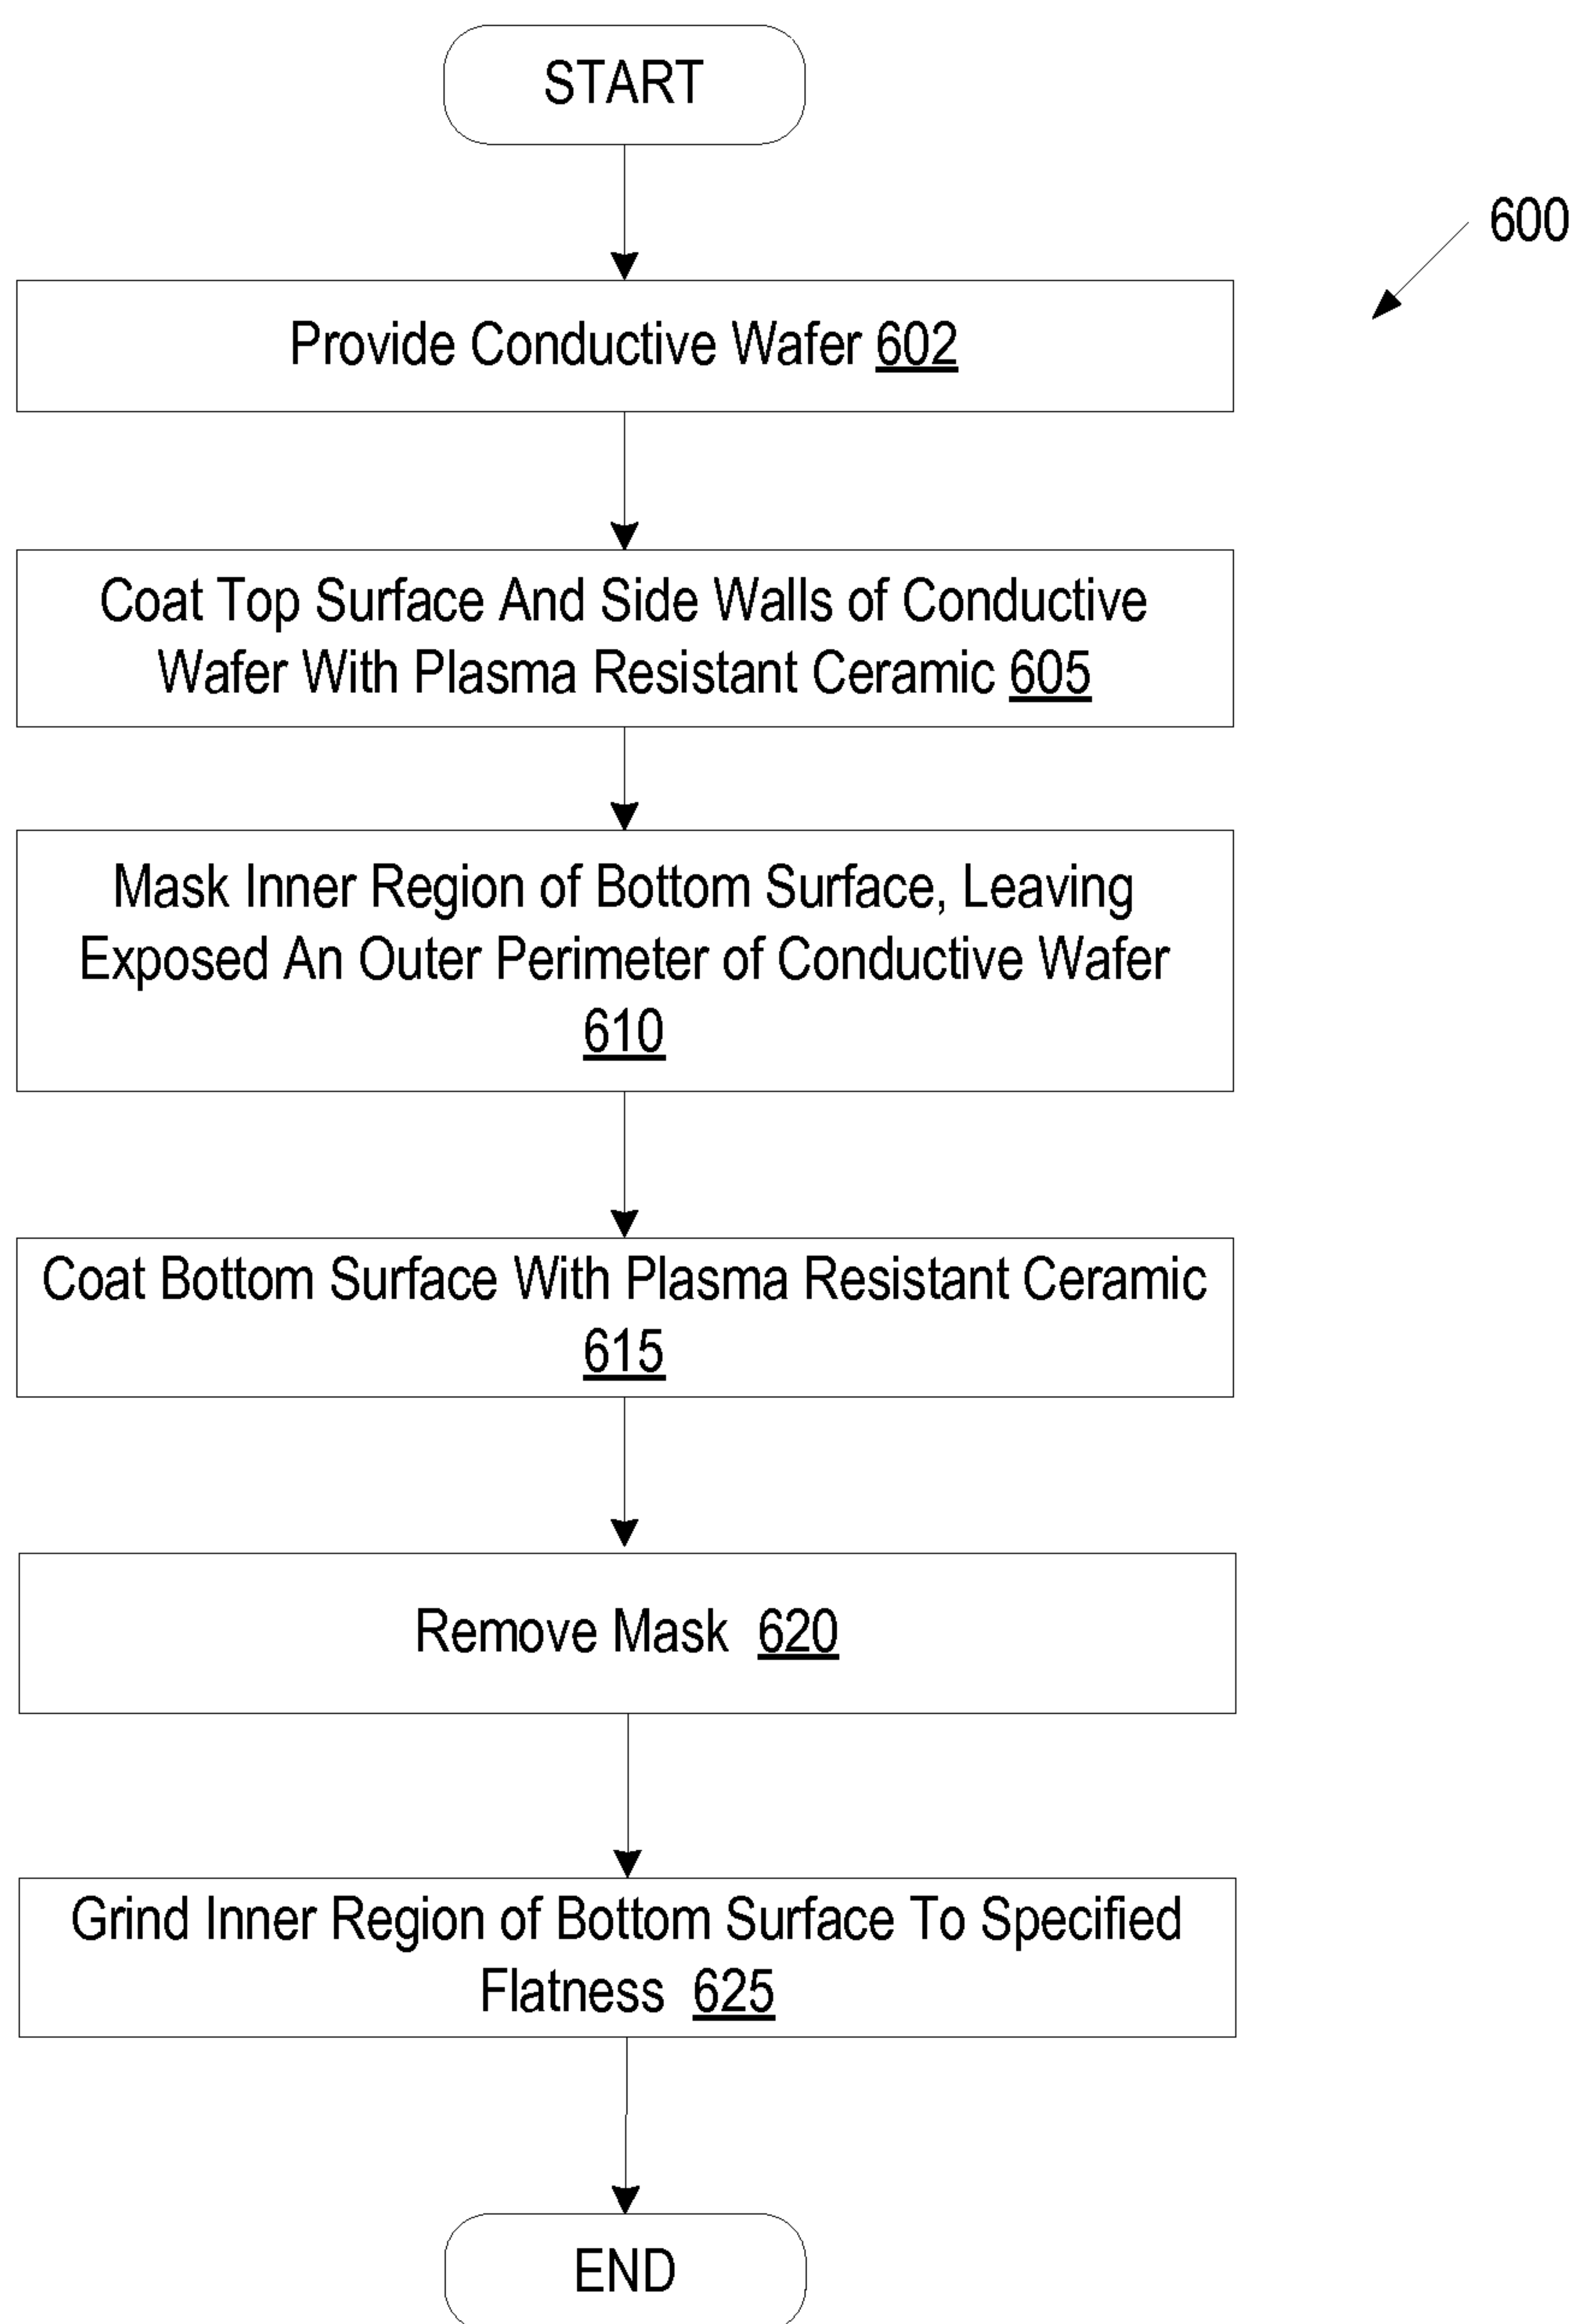 START
600
Provide Conductive Wafer 602
Coat Top Surface And Side Walls of Conductive
Wafer With Plasma Resistant Ceramic 605
Mask Inner Region of Bottom Surface, Leaving
Exposed An Outer Perimeter of Conductive Wafer
610
Coat Bottom Surface With Plasma Resistant Ceramic
615
Remove Mask 620
Grind Inner Region of Bottom Surface To Specified
Flatness 625
END